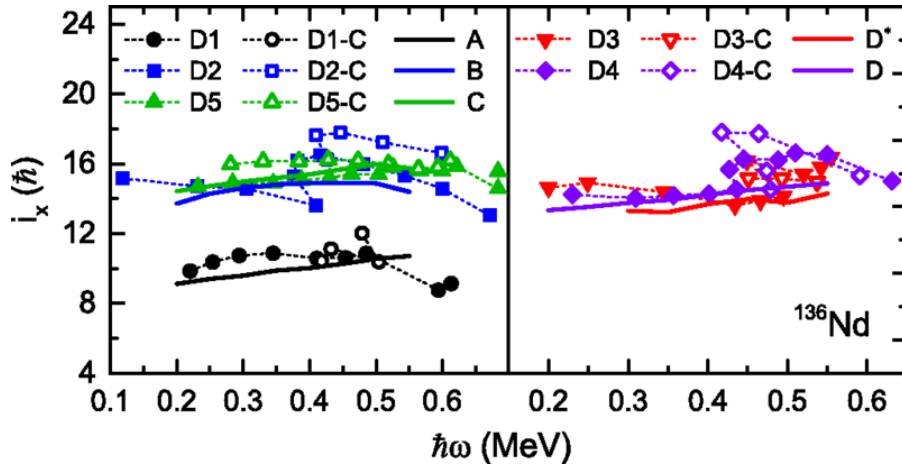 24
20
16
12
8
4
i_x (ℏ)
D1 D1-C A
D2 D2-C B
D5 D5-C C
D3 D3-C D*
D4 D4-C D
¹³⁶Nd
0.1 0.2 0.3 0.4 0.5 0.6 0.2 0.3 0.4 0.5 0.6
ℏω (MeV)